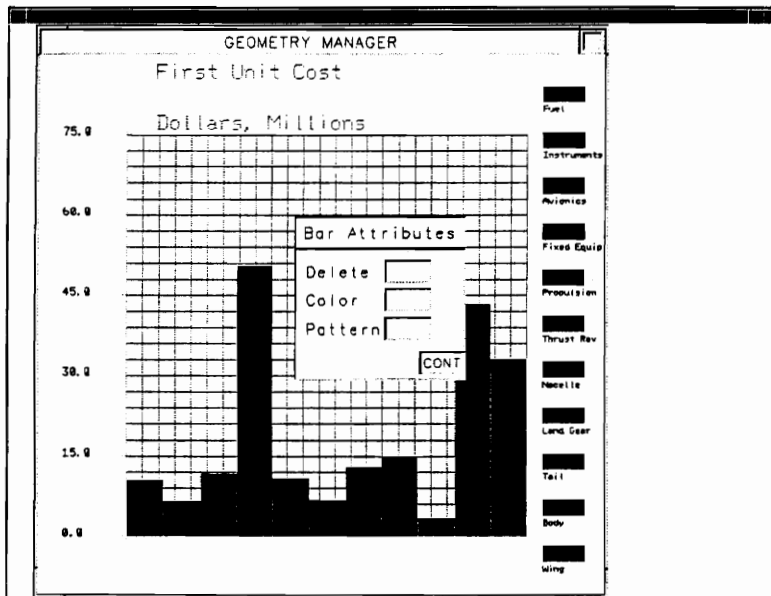 GEOMETRY MANAGER
First Unit Cost
Dollars, Millions
75.0
60.0
45.0
30.0
15.0
0.0
Bar Attributes
Delete
Color
Pattern
CONT
Fuel
Instruments
Avionics
Fixed Equip
Propulsion
Thrust Rev
Nacelle
Land Gear
Tail
Body
Wing